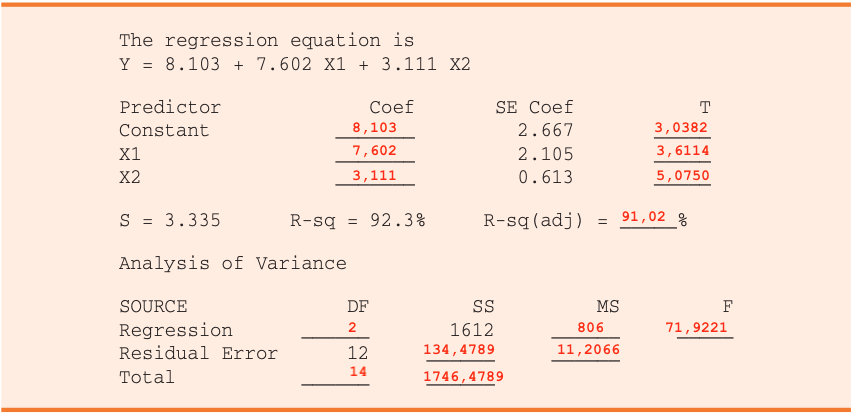 The regression equation is
Y = 8.103 + 7.602 X1 + 3.111 X2
Predictor Coef SE Coef T
Constant 8,103 2.667 3,0382
X1 7,602 2.105 3,6114
X2 3,111 0.613 5,0750
S = 3.335 R-sq = 92.3% R-sq(adj) = 91,02 %
Analysis of Variance
SOURCE DF SS MS F
Regression 2 1612 806 71,9221
Residual Error 12 134,4789 11,2066
Total 14 1746,4789